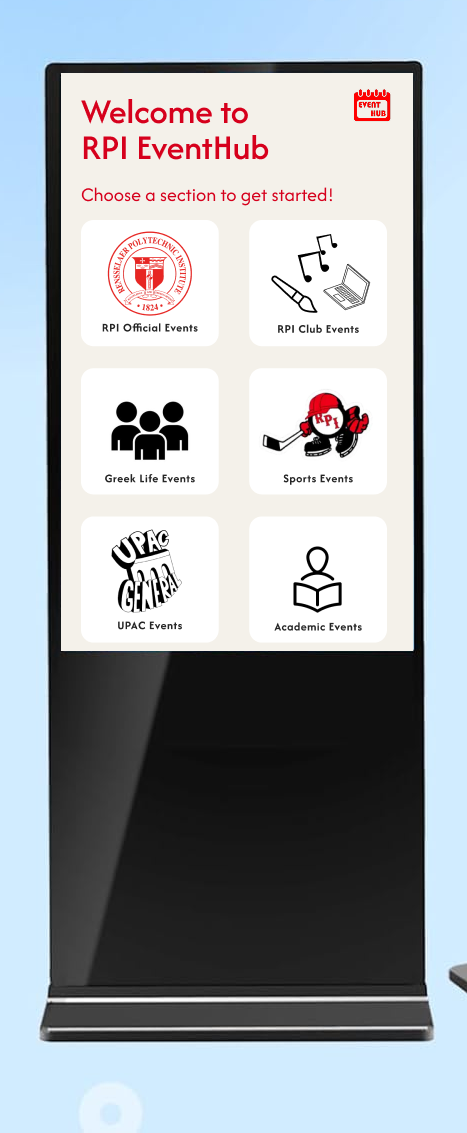 Welcome to
RPI EventHub
EVENT
HUB
Choose a section to get started!
RENSSELAER POLYTECHNIC INSTITUTE
• 1824 •
RPI Official Events
RPI Club Events
Greek Life Events
RPI
Sports Events
UPAC
GENERAL
UPAC Events
Academic Events